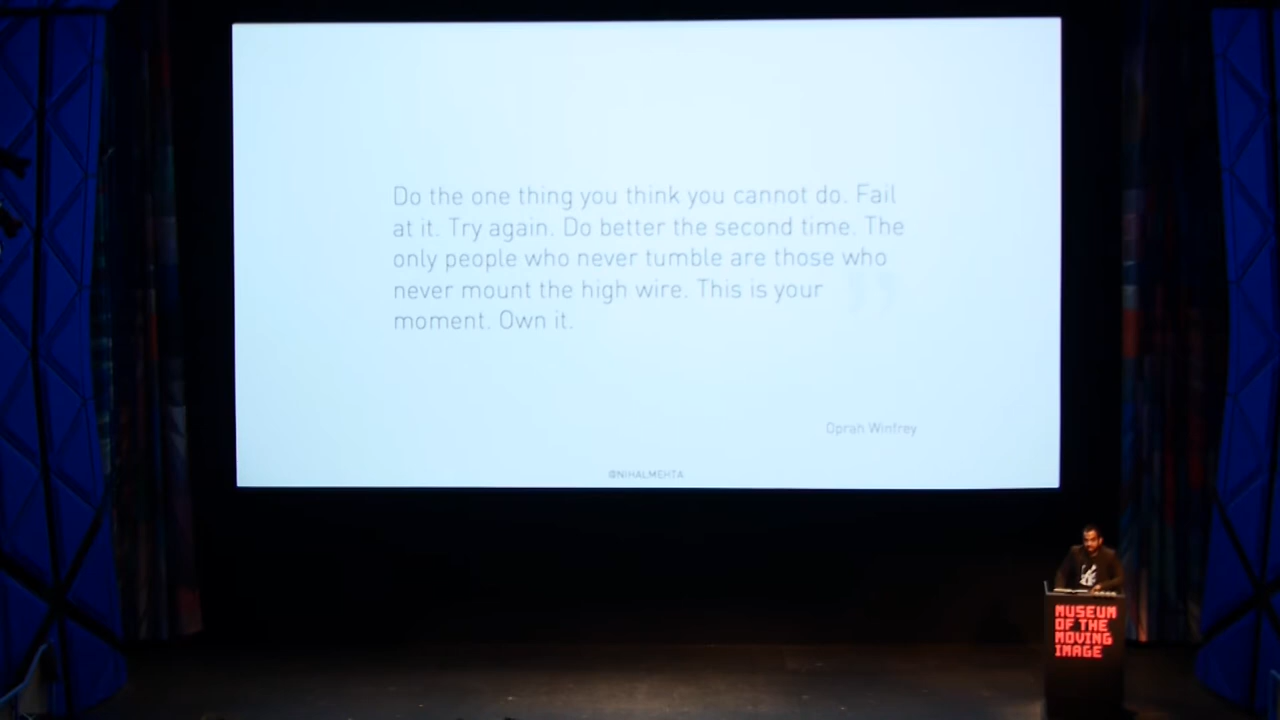 Do the one thing you think you cannot do. Fail
at it. Try again. Do better the second time. The
only people who never tumble are those who
never mount the high wire. This is your
moment. Own it.
Oprah Winfrey
@NIHALMEHTA
MUSEUM
OF THE
MOVING
IMAGE